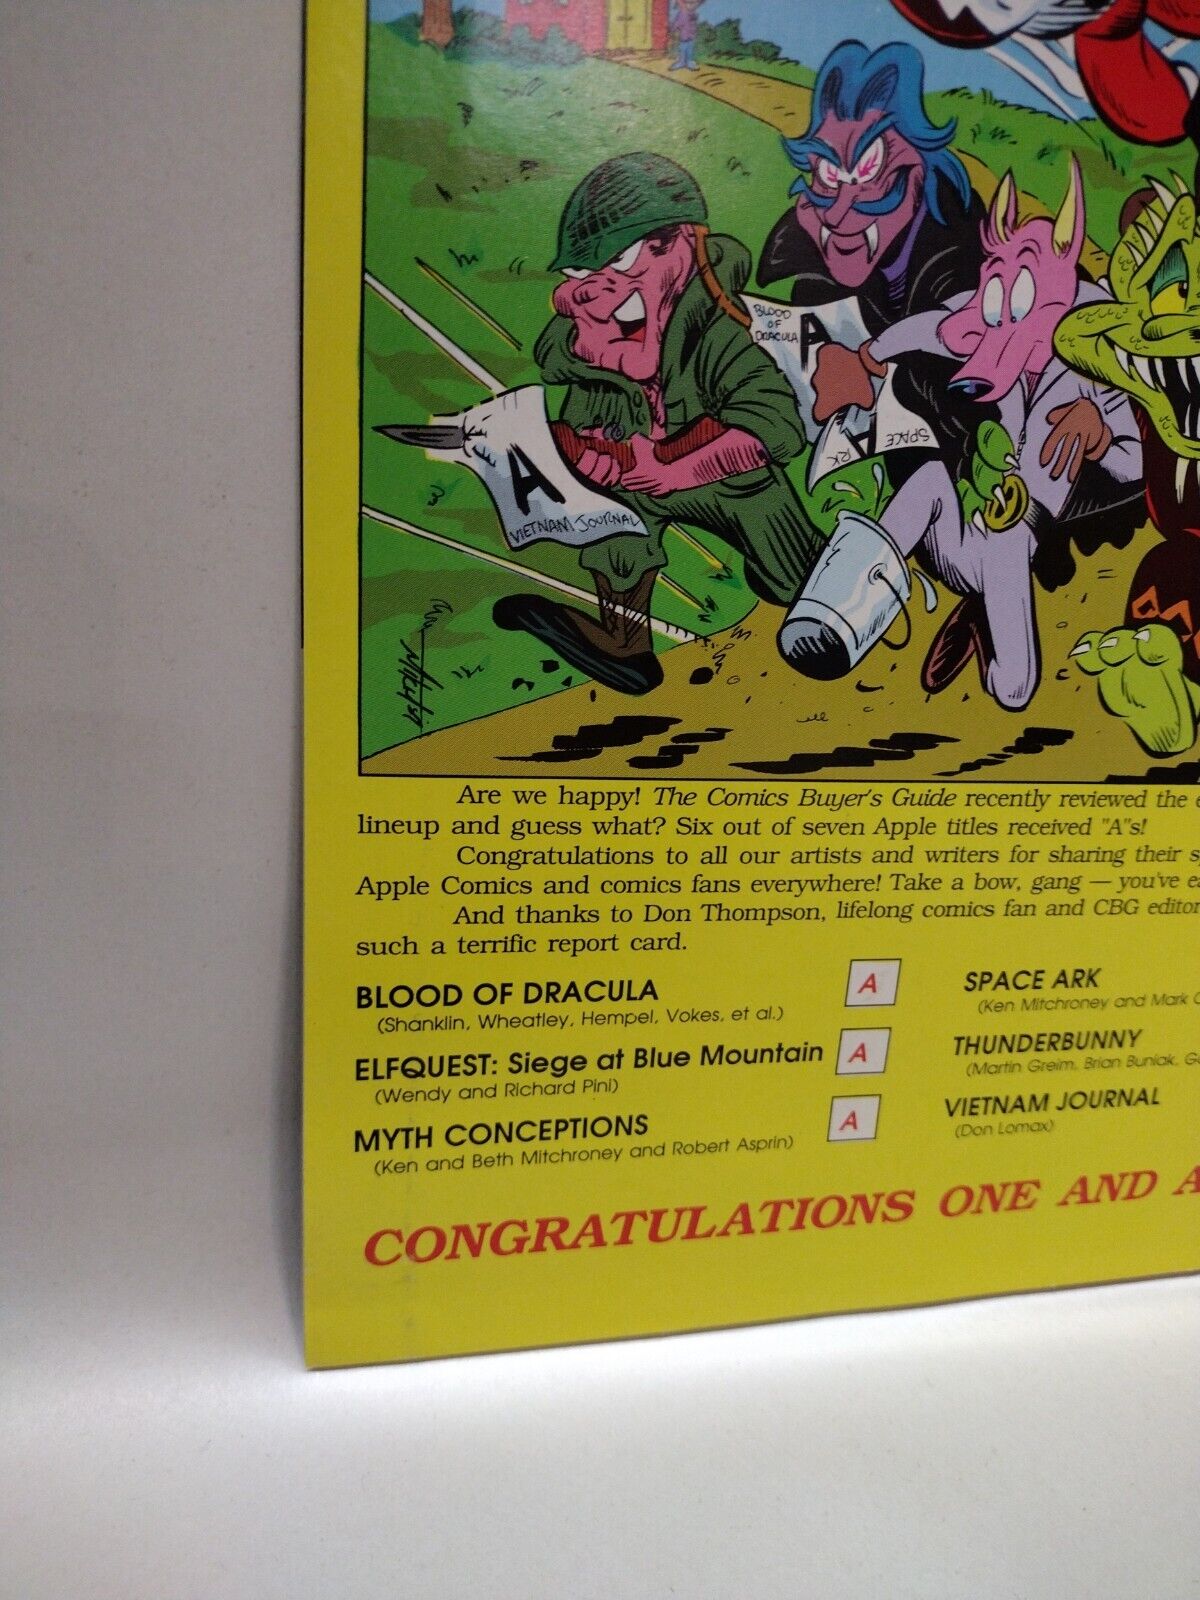 BLOOD
OF
DRACULA
A
A
SPACE
RK
A
VIETNAM JOURNAL
Are we happy! The Comics Buyer's Guide recently reviewed the
lineup and guess what? Six out of seven Apple titles received "A"s!
Congratulations to all our artists and writers for sharing their
Apple Comics and comics fans everywhere! Take a bow, gang — you've
And thanks to Don Thompson, lifelong comics fan and CBG editor
such a terrific report card.
BLOOD OF DRACULA A
(Shanklin, Wheatley, Hempel, Vokes, et al.)
ELFQUEST: Siege at Blue Mountain A
(Wendy and Richard Pini)
MYTH CONCEPTIONS A
(Ken and Beth Mitchroney and Robert Asprin)
SPACE ARK
(Ken Mitchroney and Mark
THUNDERBUNNY
(Martin Greim, Brian Buniak,
VIETNAM JOURNAL
(Don Lomax)
CONGRATULATIONS ONE AND A